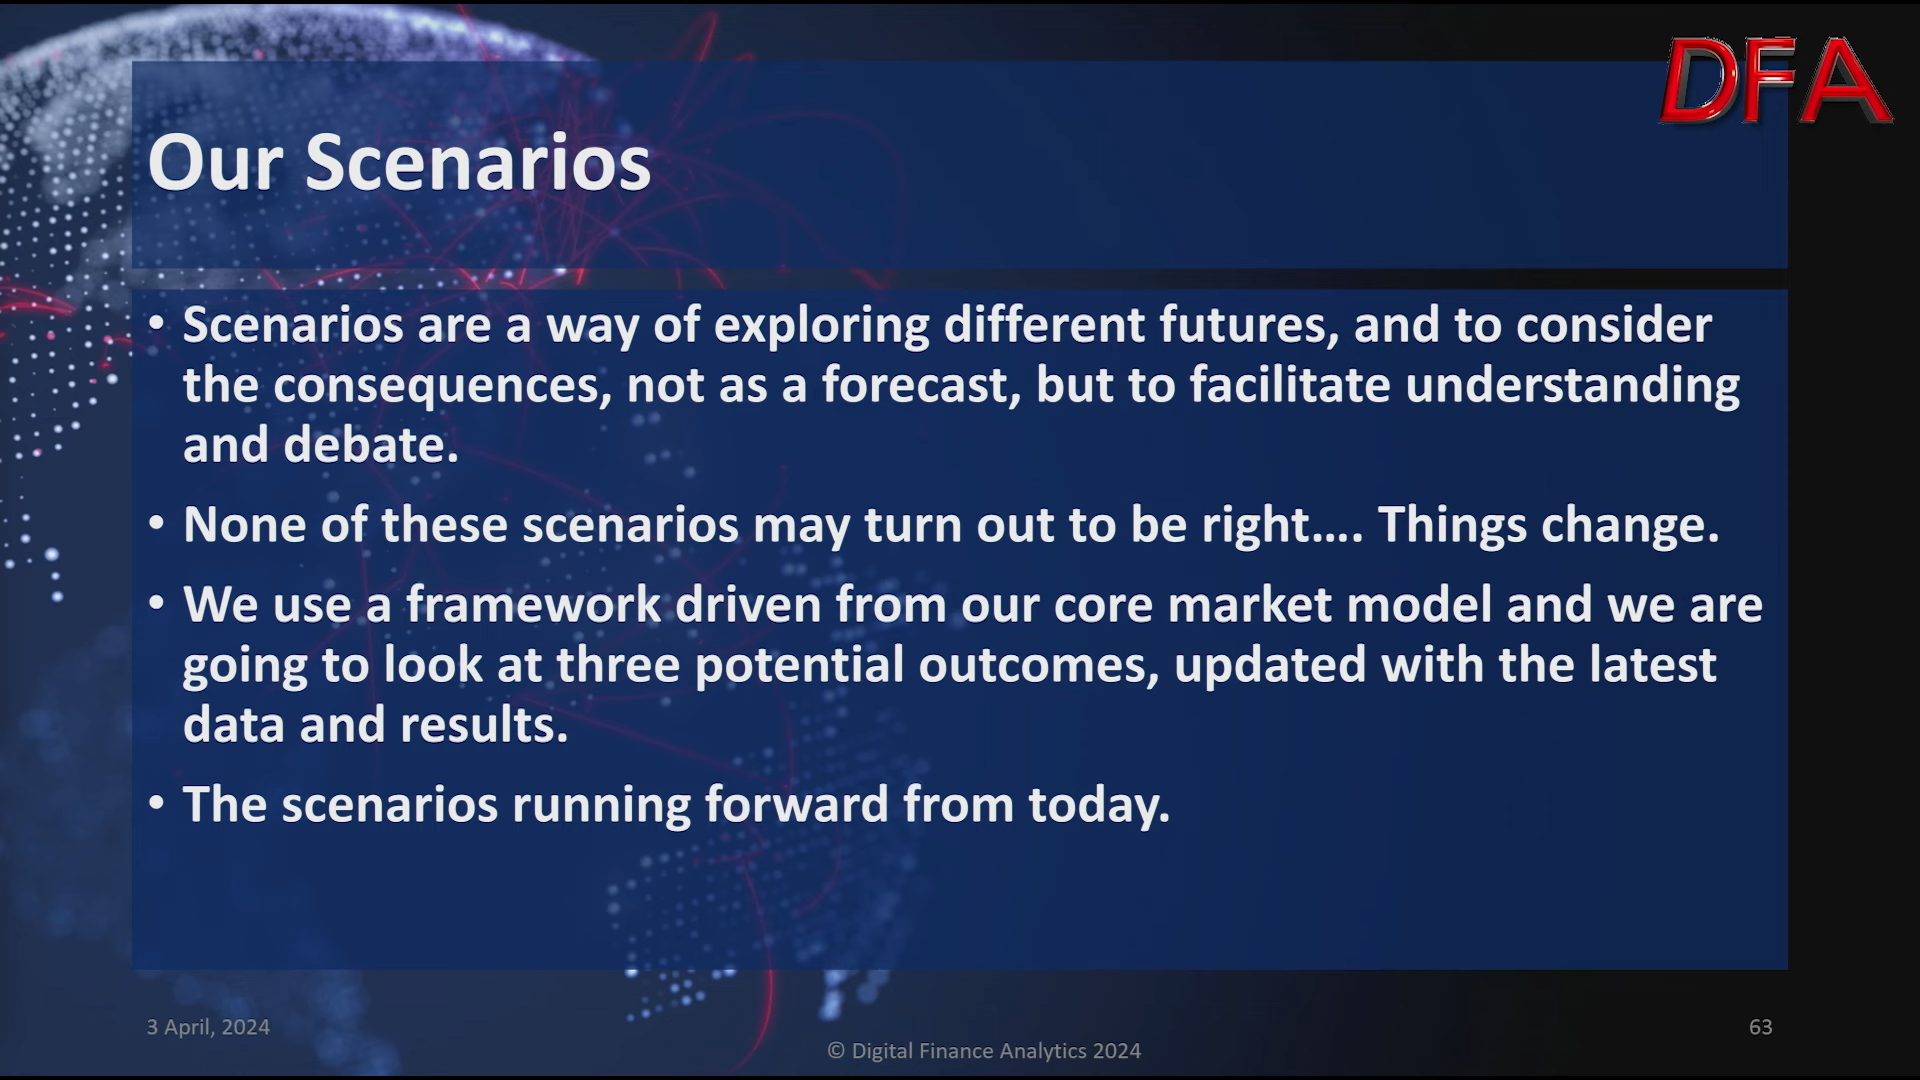 DFA
Our Scenarios
• Scenarios are a way of exploring different futures, and to consider
the consequences, not as a forecast, but to facilitate understanding
and debate.
• None of these scenarios may turn out to be right.... Things change.
• We use a framework driven from our core market model and we are
going to look at three potential outcomes, updated with the latest
data and results.
• The scenarios running forward from today.
3 April, 2024
63
© Digital Finance Analytics 2024